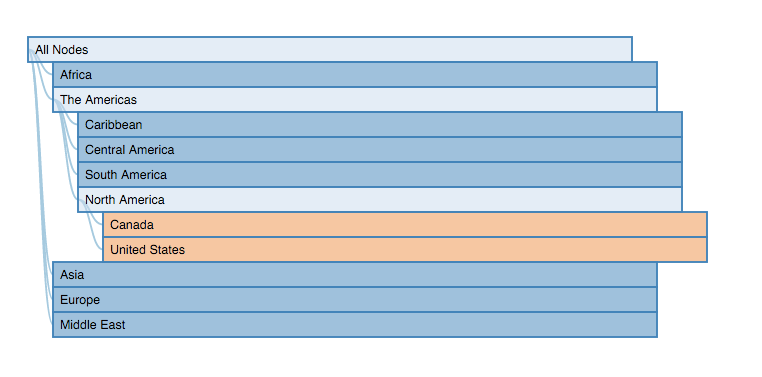 All Nodes
Africa
The Americas
Caribbean
Central America
South America
North America
Canada
United States
Asia
Europe
Middle East